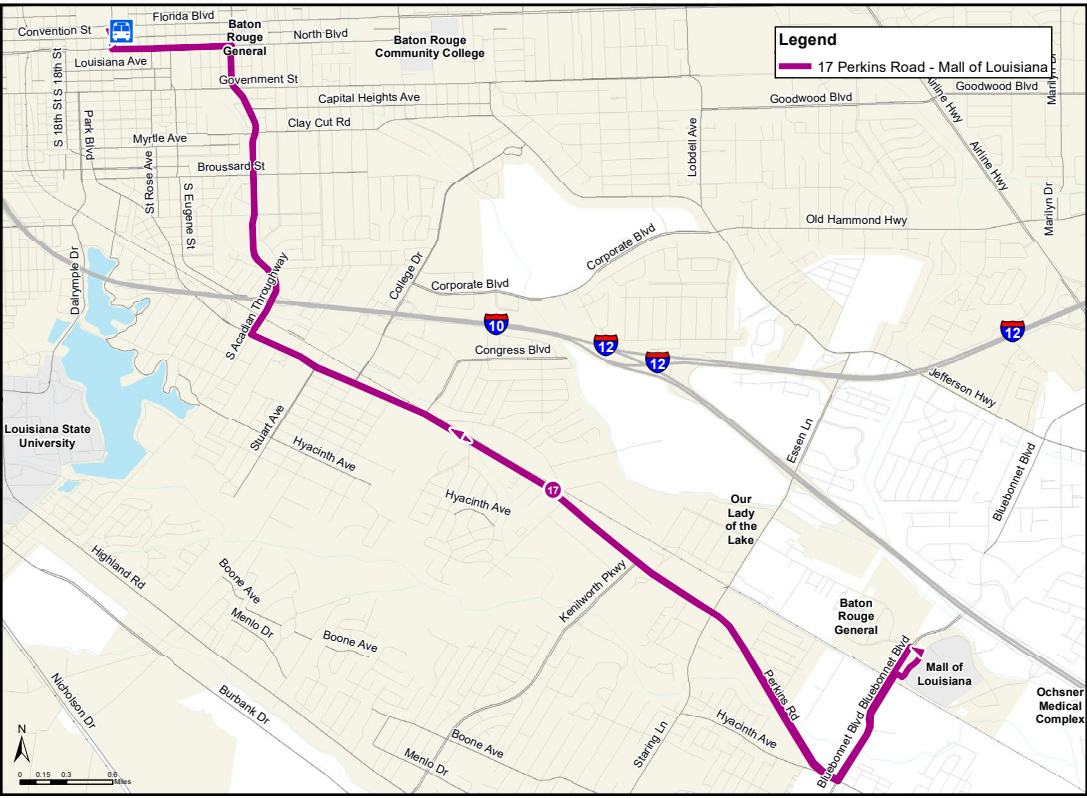 Florida Blvd
Convention St
Baton
Rouge
General
North Blvd
Baton Rouge
Community College
Legend
17 Perkins Road - Mall of Louisiana
Louisiana Ave
S 18th St
S 18th St
Government St
Capital Heights Ave
Goodwood Blvd
Goodwood Blvd
Marilyn Dr
Airline Hwy
Park Blvd
Clay Cut Rd
Myrtle Ave
Broussard St
St Rose Ave
S Eugene St
Lobdell Ave
Airline Hwy
Marilyn Dr
Old Hammond Hwy
Corporate Blvd
Dalrymple Dr
College Dr
Corporate Blvd
S Acadian Throughway
10
12
12
12
Congress Blvd
Jefferson Hwy
Louisiana State
University
Stuart Ave
Hyacinth Ave
Essen Ln
Bluebonnet Blvd
17
Hyacinth Ave
Our
Lady
of the
Lake
Highland Rd
Boone Ave
Menlo Dr
Boone Ave
Kenilworth Pkwy
Baton
Rouge
General
Bluebonnet Blvd
Mall of
Louisiana
Ochsner
Medical
Complex
Nicholson Dr
Burbank Dr
Perkins Rd
Bluebonnet Blvd
Hyacinth Ave
Staring Ln
Boone Ave
Menlo Dr
N
0 0.15 0.3 0.6
Miles